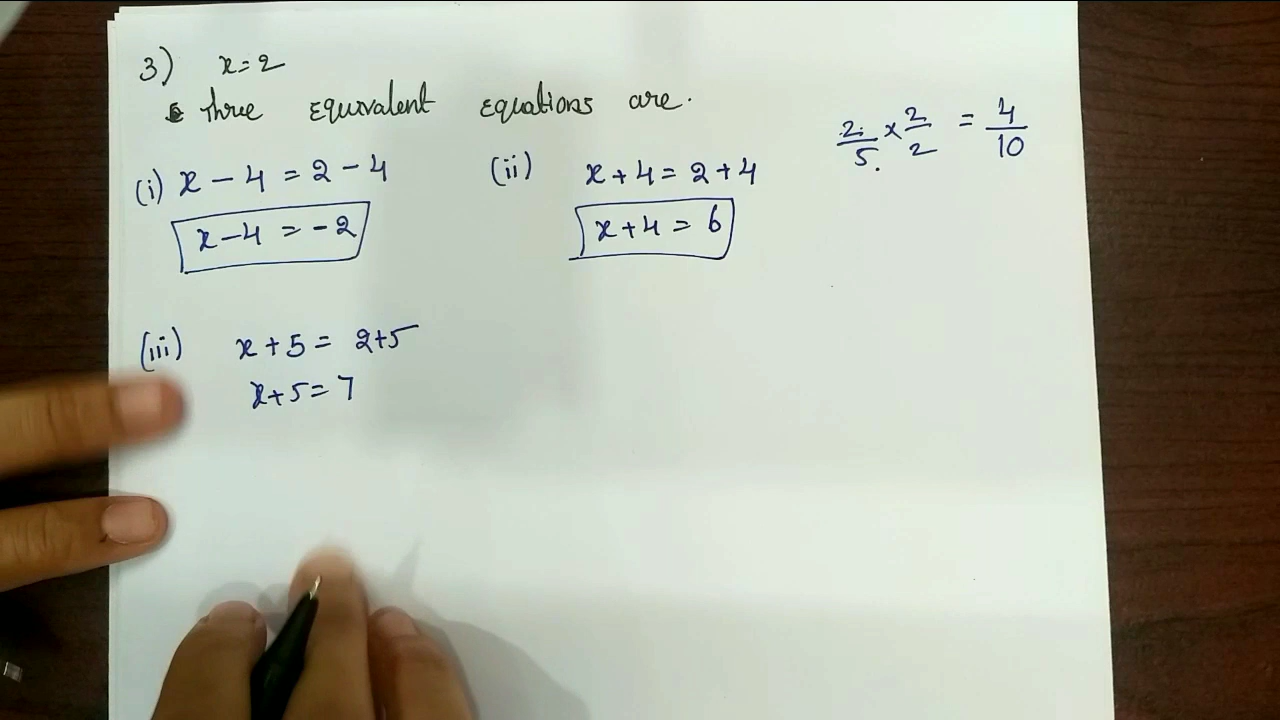 3) x=2
Three equivalent equations are.
(i) x - 4 = 2 - 4
x-4 = -2
(ii) x + 4 = 2 + 4
x+4 = 6
2/5 x 2/2 = 4/10
(iii) x + 5 = 2+5
x+5 = 7